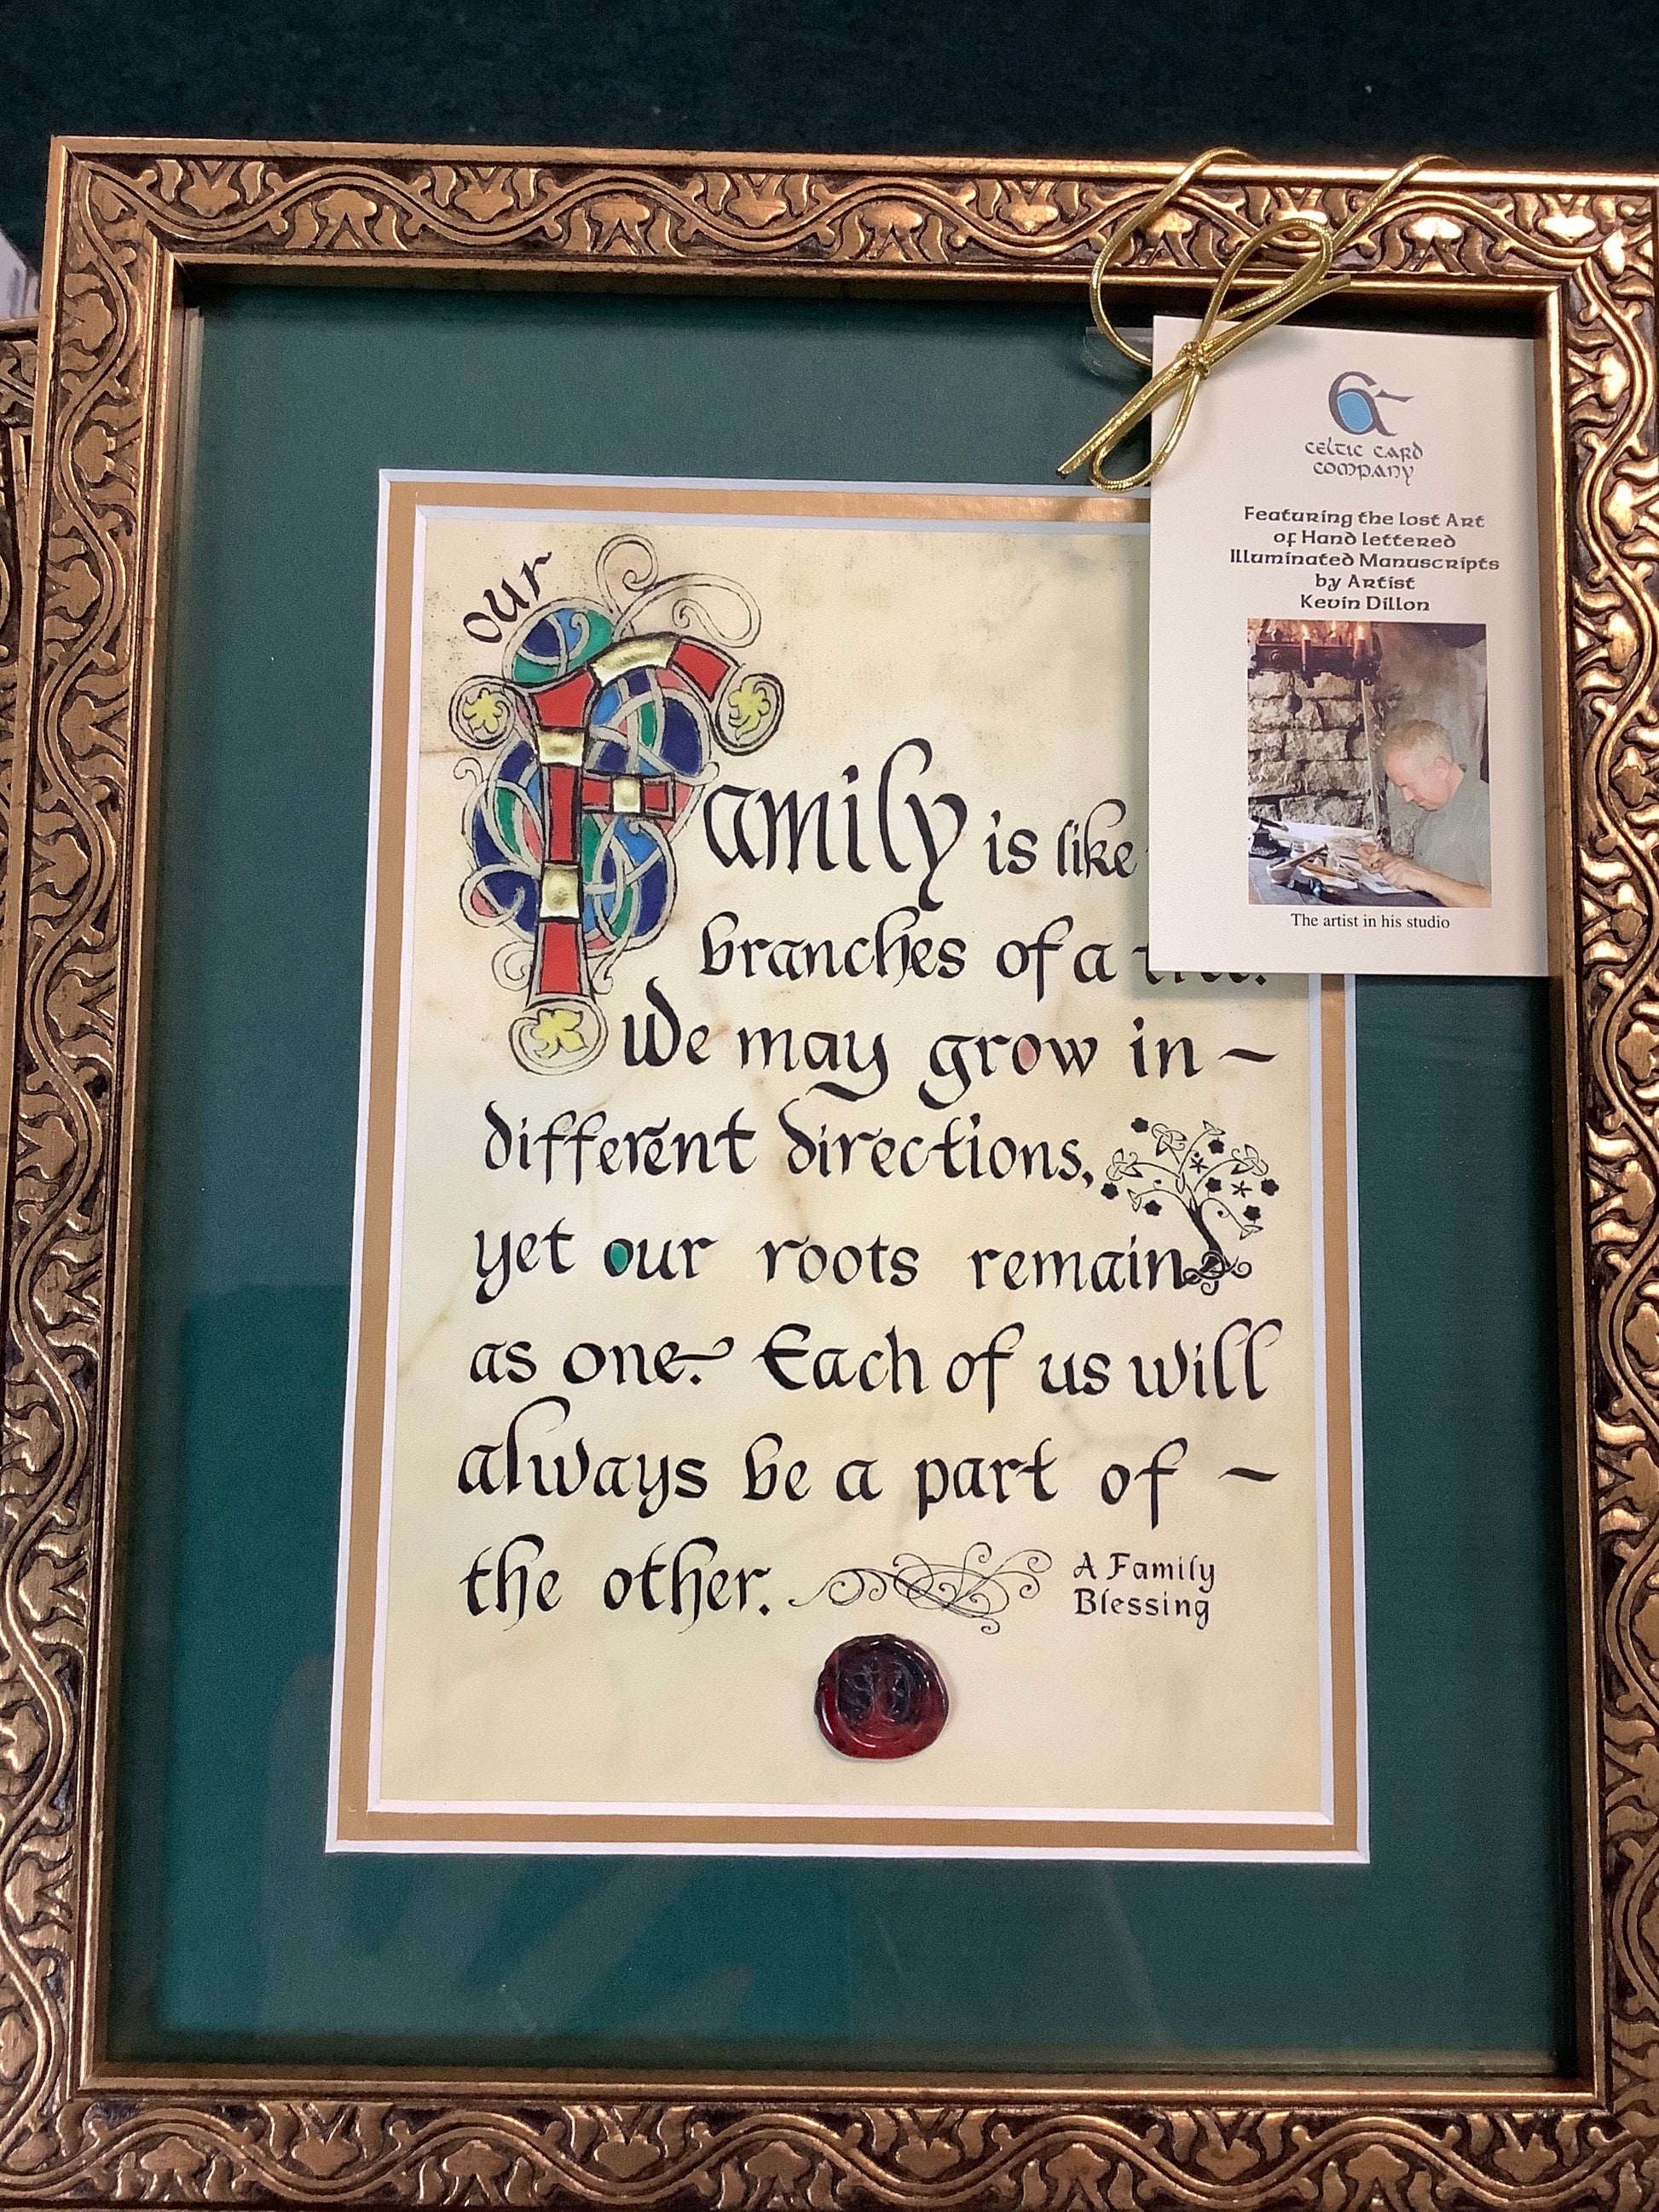 our
Family is like
branches of a tree.
We may grow in ~
different directions,
yet our roots remain
as one. Each of us will
always be a part of ~
the other.
A Family
Blessing
CELTIC CARD
COMPANY
Featuring the Lost Art
of Hand Lettered
Illuminated Manuscripts
by Artist
Kevin Dillon
The artist in his studio